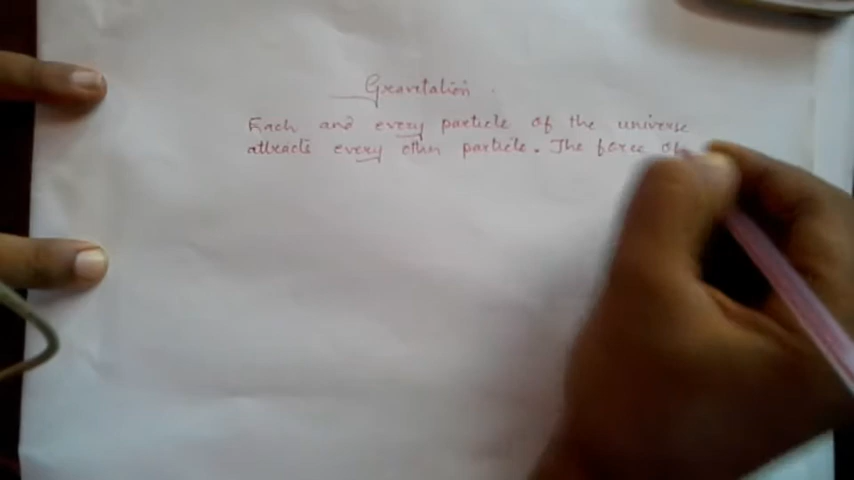 Gravitation
Each and every particle of the universe
attracts every other particle. The force of